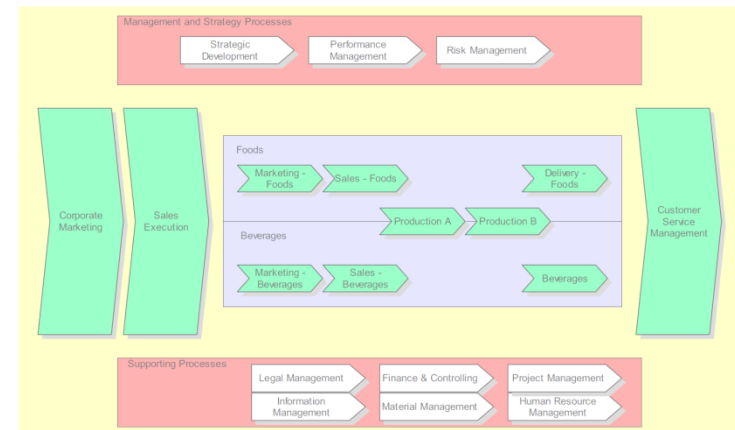 Management and Strategy Processes
Strategic
Development
Performance
Management
Risk Management
Corporate
Marketing
Sales
Execution
Foods
Marketing -
Foods
Sales - Foods
Delivery -
Foods
Production A
Production B
Beverages
Marketing -
Beverages
Sales -
Beverages
Beverages
Customer
Service
Management
Supporting Processes
Legal Management
Finance & Controlling
Project Management
Information
Management
Material Management
Human Resource
Management